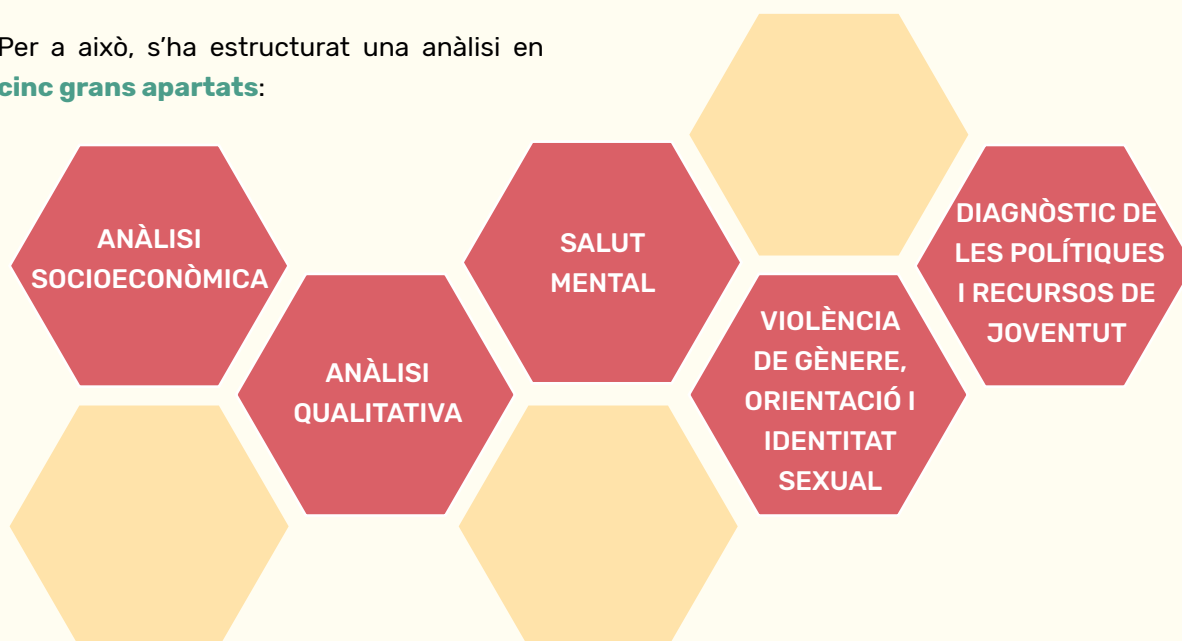 Per a això, s'ha estructurat una anàlisi en
cinc grans apartats:
ANÀLISI
SOCIOECONÒMICA
ANÀLISI
QUALITATIVA
SALUT
MENTAL
VIOLÈNCIA
DE GÈNERE,
ORIENTACIÓ I
IDENTITAT
SEXUAL
DIAGNÒSTIC DE
LES POLÍTIQUES
I RECURSOS DE
JOVENTUT